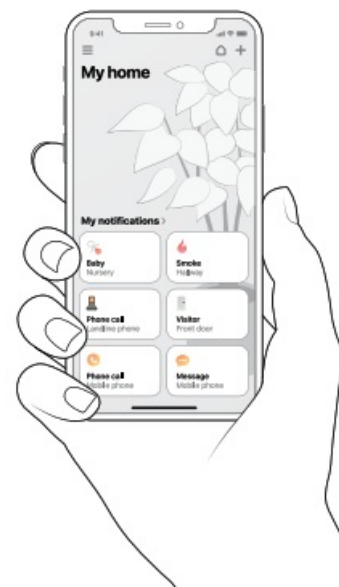 9:41
My home
My notifications >
Baby
Nursery
Smoke
Hallway
Phone call
Landline phone
Visitor
Front door
Phone call
Mobile phone
Message
Mobile phone